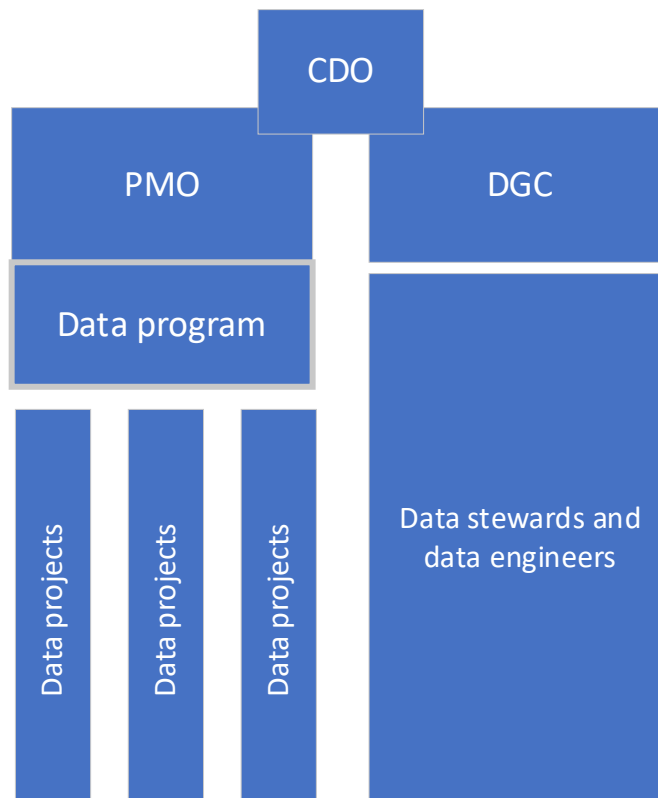 CDO
PMO
DGC
Data program
Data projects
Data projects
Data projects
Data stewards and
data engineers